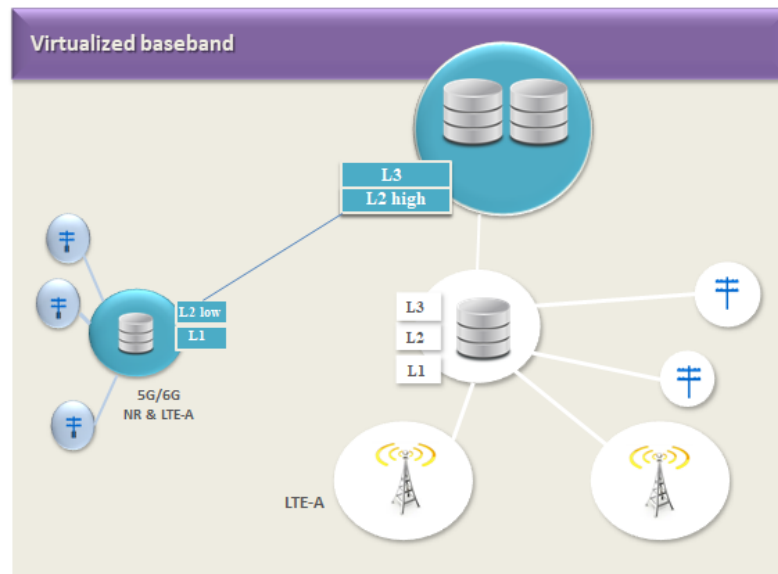 Virtualized baseband
L3
L2 high
L2 low
L1
5G/6G
NR & LTE-A
L3
L2
L1
LTE-A